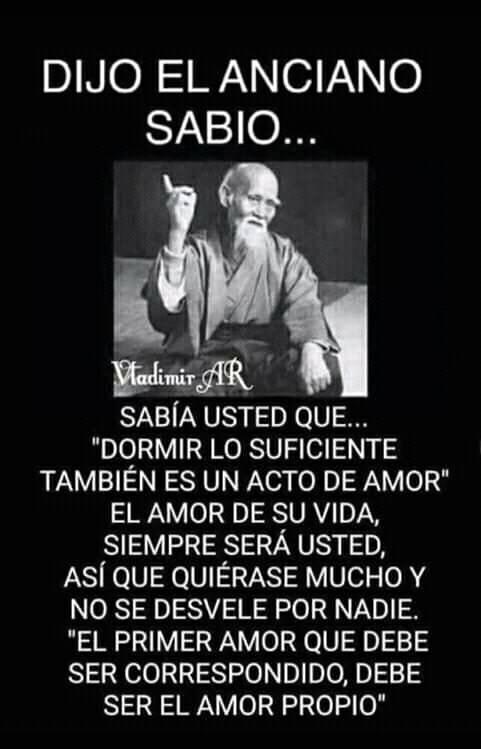 DIJO EL ANCIANO
SABIO...
Vladimir AR
SABÍA USTED QUE...
"DORMIR LO SUFICIENTE
TAMBIÉN ES UN ACTO DE AMOR"
EL AMOR DE SU VIDA,
SIEMPRE SERÁ USTED,
ASÍ QUE QUIÉRASE MUCHO Y
NO SE DESVELE POR NADIE.
"EL PRIMER AMOR QUE DEBE
SER CORRESPONDIDO, DEBE
SER EL AMOR PROPIO"